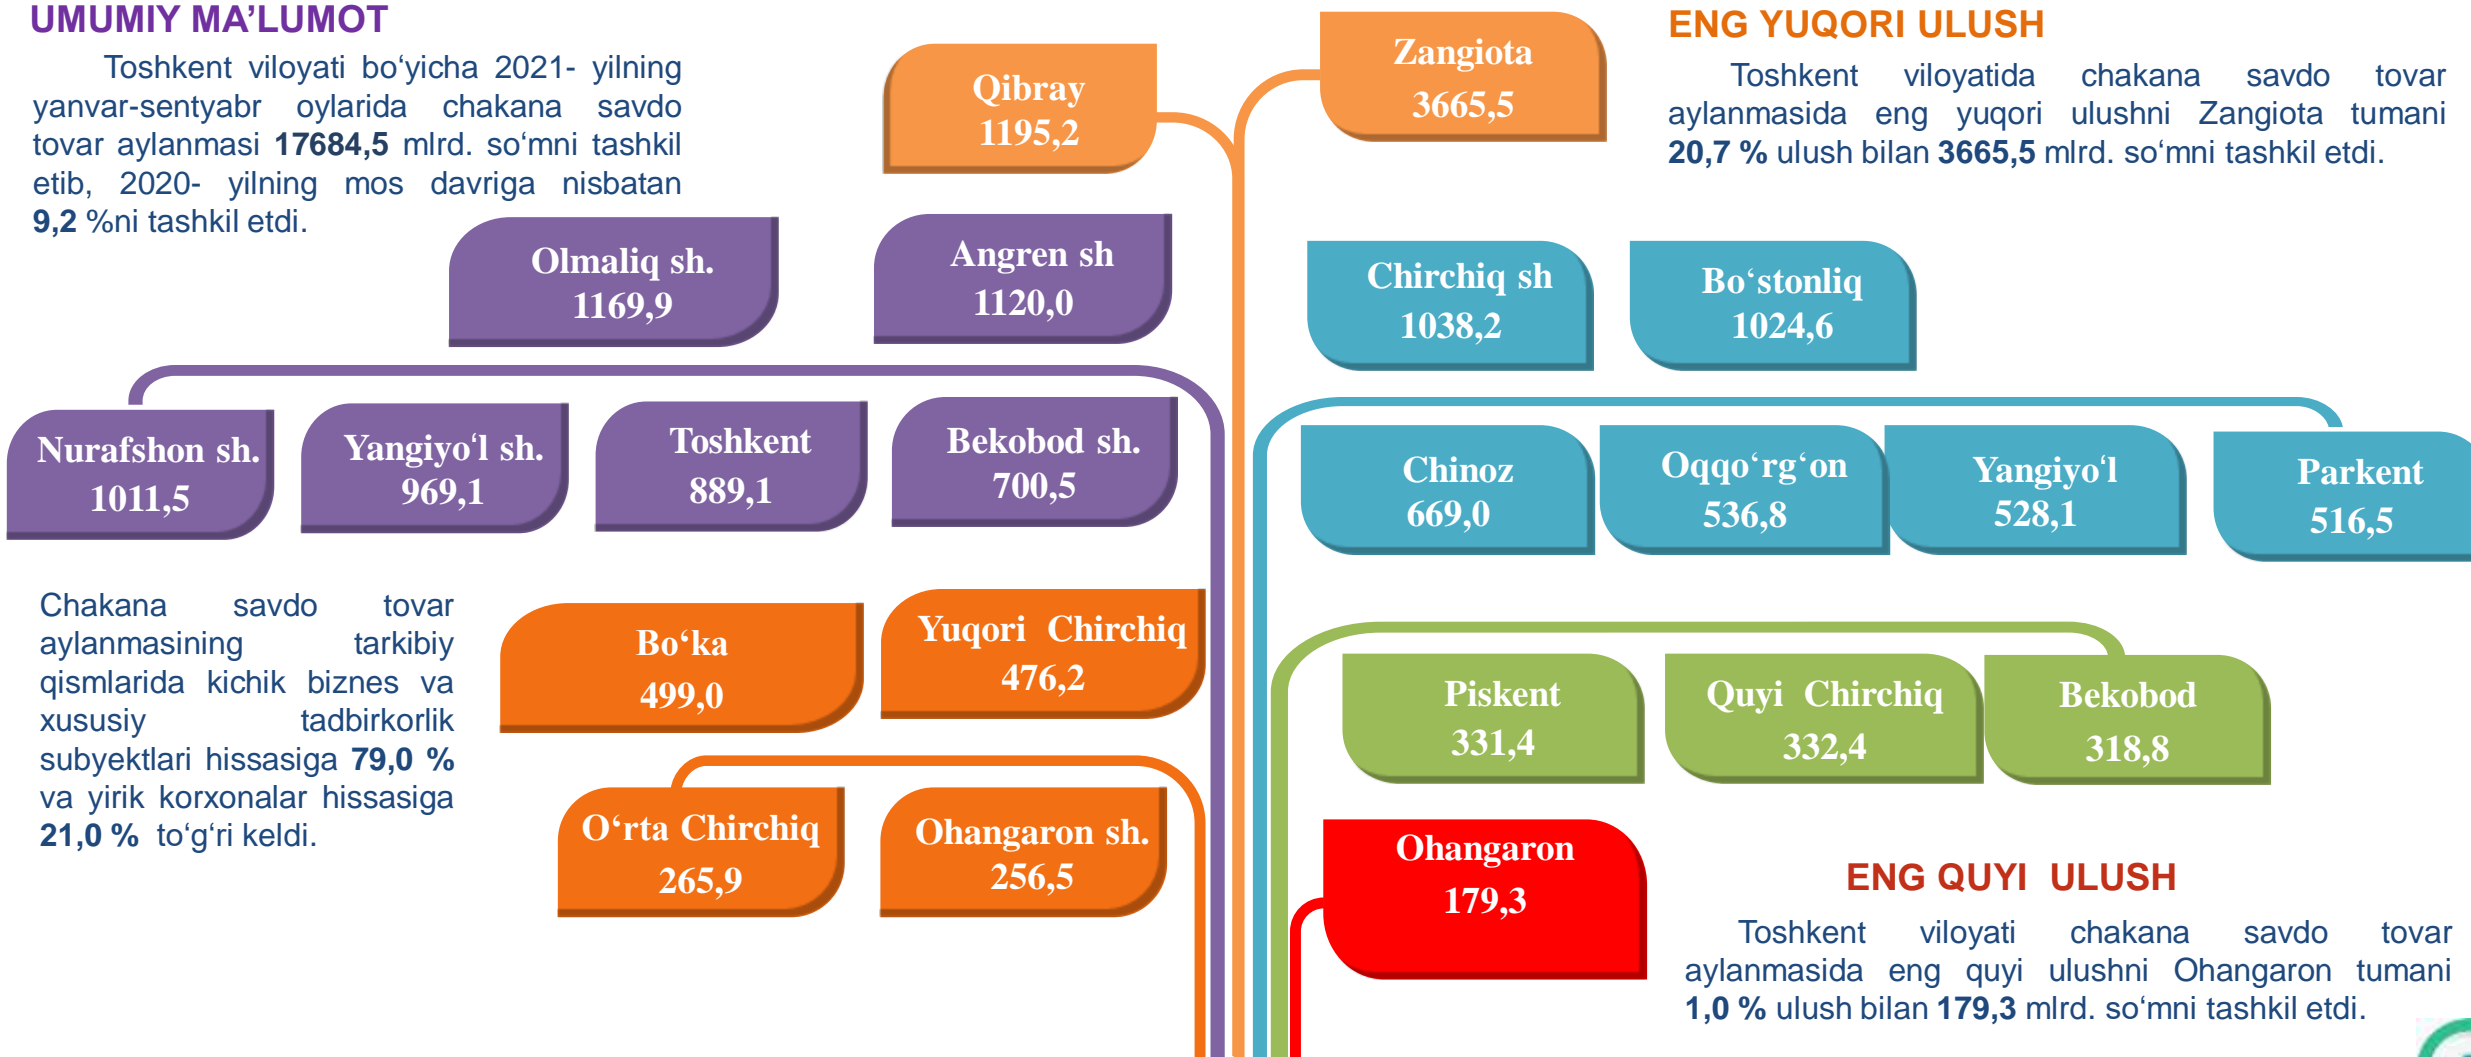 UMUMIY MA’LUMOT
Toshkent viloyati bo‘yicha 2021- yilning
yanvar-sentyabr oylarida chakana savdo
tovar aylanmasi 17684,5 mlrd. so‘mni tashkil
etib, 2020- yilning mos davriga nisbatan
9,2 %ni tashkil etdi.
Qibray
1195,2
Zangiota
3665,5
ENG YUQORI ULUSH
Toshkent viloyatida chakana savdo tovar
aylanmasida eng yuqori ulushni Zangiota tumani
20,7 % ulush bilan 3665,5 mlrd. so‘mni tashkil etdi.
Olmaliq sh.
1169,9
Angren sh
1120,0
Chirchiq sh
1038,2
Bo‘stonliq
1024,6
Nurafshon sh.
1011,5
Yangiyo‘l sh.
969,1
Toshkent
889,1
Bekobod sh.
700,5
Chinoz
669,0
Oqqo‘rg‘on
536,8
Yangiyo‘l
528,1
Parkent
516,5
Chakana savdo tovar
aylanmasining tarkibiy
qismlarida kichik biznes va
xususiy tadbirkorlik
subyektlari hissasiga 79,0 %
va yirik korxonalar hissasiga
21,0 % to‘g‘ri keldi.
Bo‘ka
499,0
Yuqori Chirchiq
476,2
Piskent
331,4
Quyi Chirchiq
332,4
Bekobod
318,8
O‘rta Chirchiq
265,9
Ohangaron sh.
256,5
Ohangaron
179,3
ENG QUYI ULUSH
Toshkent viloyati chakana savdo tovar
aylanmasida eng quyi ulushni Ohangaron tumani
1,0 % ulush bilan 179,3 mlrd. so‘mni tashkil etdi.